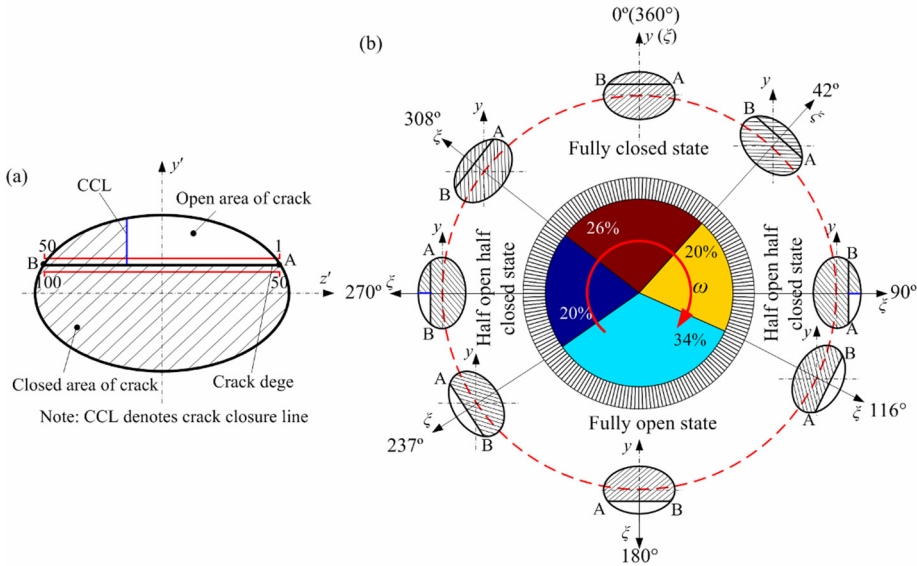 (a)
y′
CCL
Open area of crack
50
1
B
A
100
50
z′
Closed area of crack
Crack dege
Note: CCL denotes crack closure line
(b)
0º(360°)
y (ξ)
B
A
42º
y
ξ
B
A
308º
ξ
y
A
B
Fully closed state
26%
20%
20%
34%
ω
Half open half
closed state
Half open half
closed state
y
A
B
ξ
270º
y
B
A
ξ
90º
y
B
A
ξ
116º
y
A
B
ξ
237º
Fully open state
y
A
B
ξ
180°